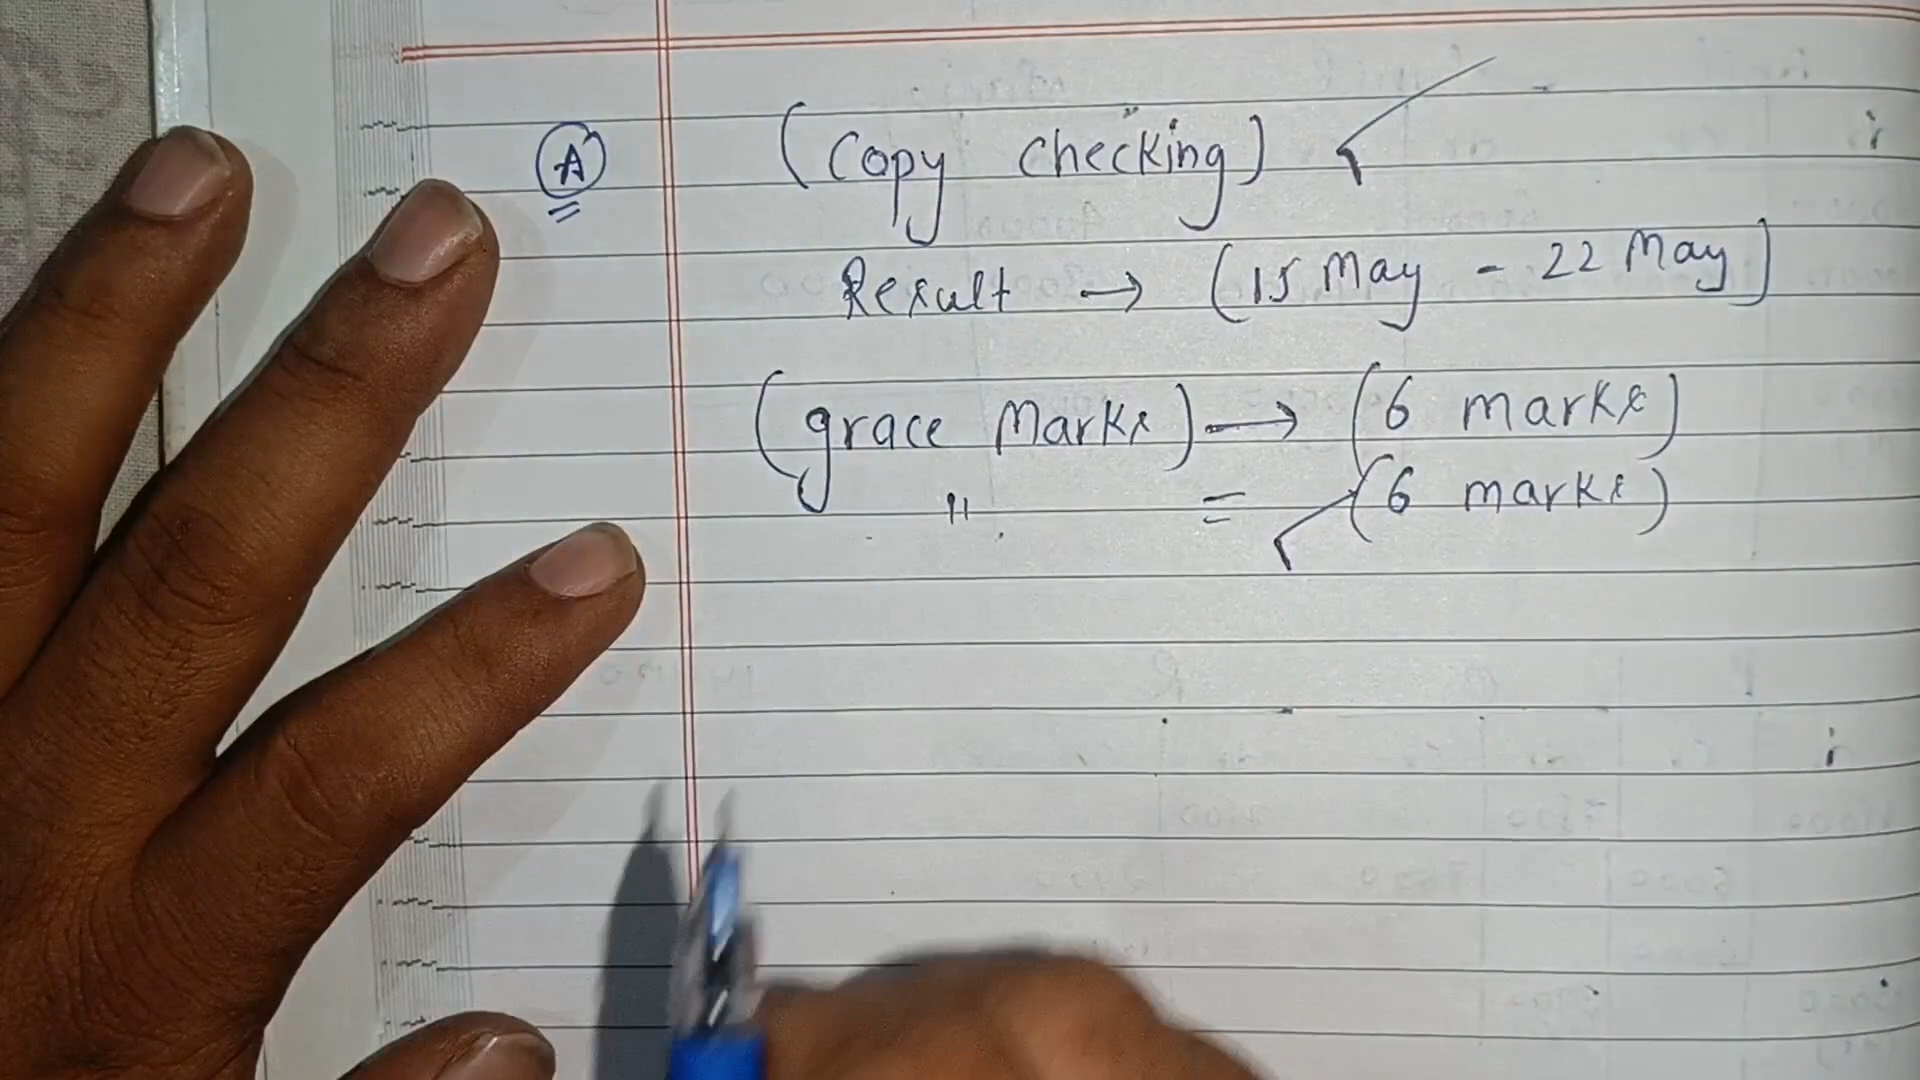 (A) (Copy checking)
Result → (15 May - 22 May)
(grace Marks) → (6 marks)
" = (6 marks)